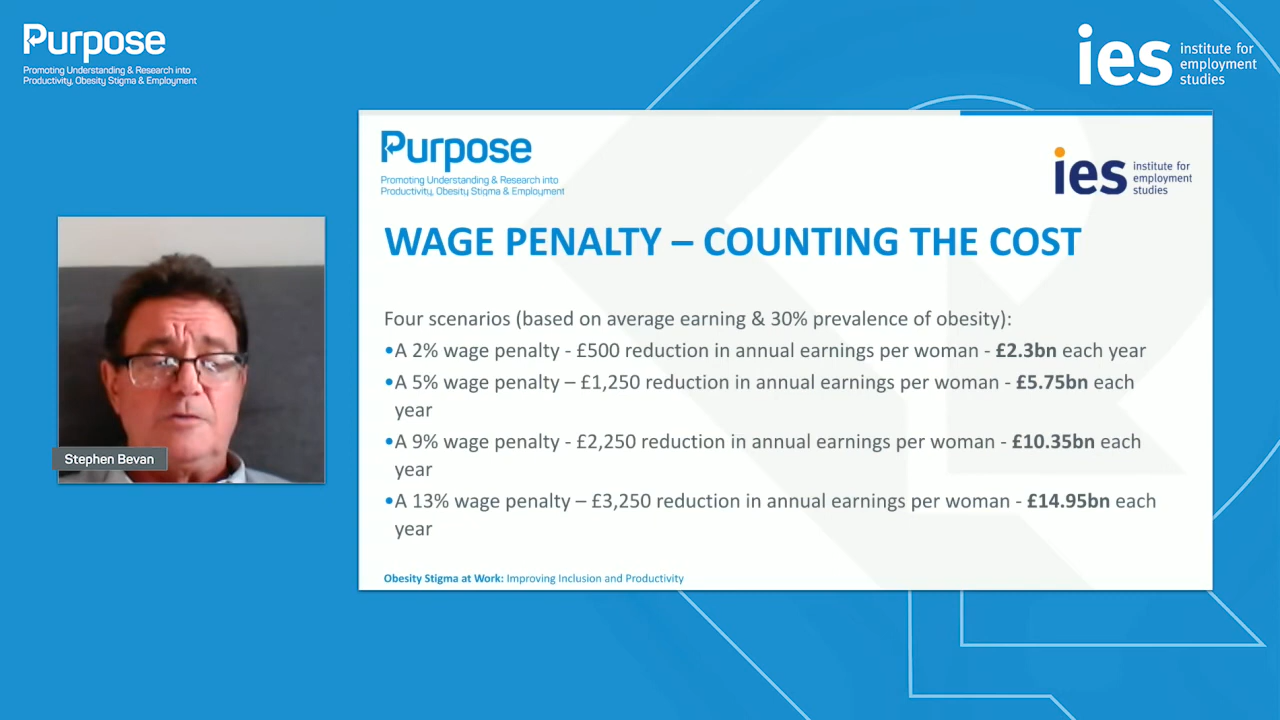 Purpose
Promoting Understanding & Research into
Productivity, Obesity Stigma & Employment
ies institute for
employment
studies
Purpose
Promoting Understanding & Research into
Productivity, Obesity Stigma & Employment
ies institute for
employment
studies
WAGE PENALTY – COUNTING THE COST
Four scenarios (based on average earning & 30% prevalence of obesity):
•A 2% wage penalty - £500 reduction in annual earnings per woman - £2.3bn each year
•A 5% wage penalty – £1,250 reduction in annual earnings per woman - £5.75bn each
year
•A 9% wage penalty - £2,250 reduction in annual earnings per woman - £10.35bn each
year
•A 13% wage penalty – £3,250 reduction in annual earnings per woman - £14.95bn each
year
Obesity Stigma at Work: Improving Inclusion and Productivity
Stephen Bevan